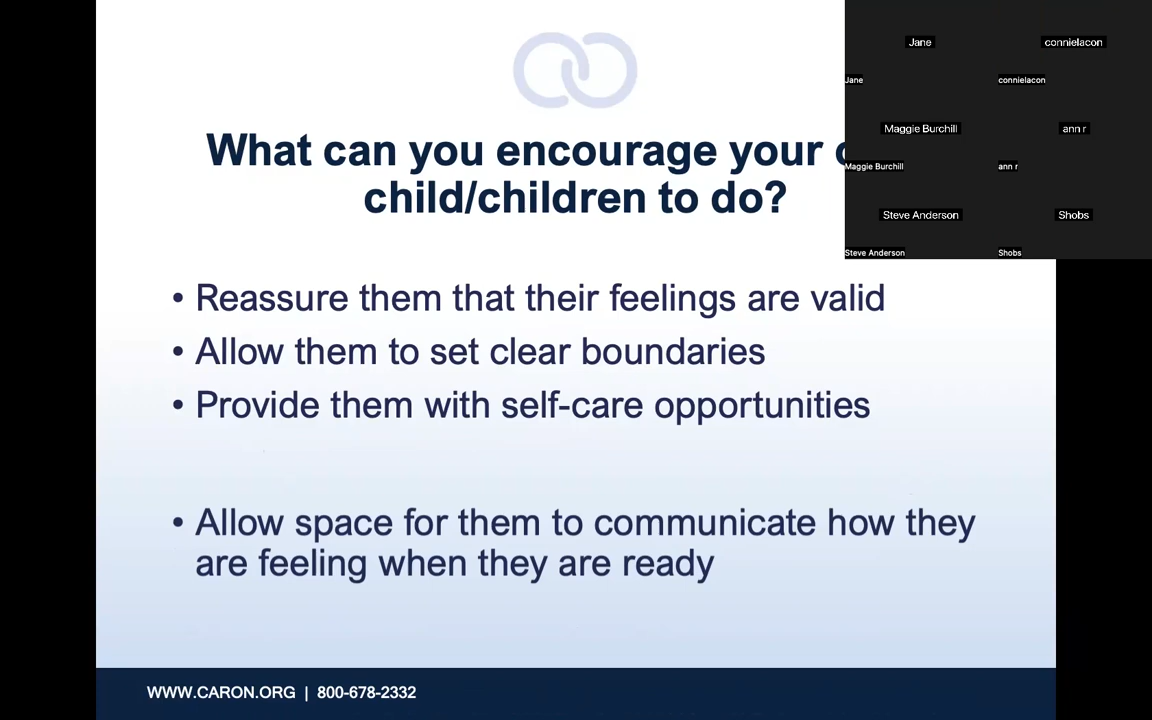 What can you encourage your
child/children to do?
• Reassure them that their feelings are valid
• Allow them to set clear boundaries
• Provide them with self-care opportunities
• Allow space for them to communicate how they
are feeling when they are ready
WWW.CARON.ORG | 800-678-2332
Jane
connielacon
Jane
connielacon
Maggie Burchill
ann r
Maggie Burchill
ann r
Steve Anderson
Shobs
Steve Anderson
Shobs